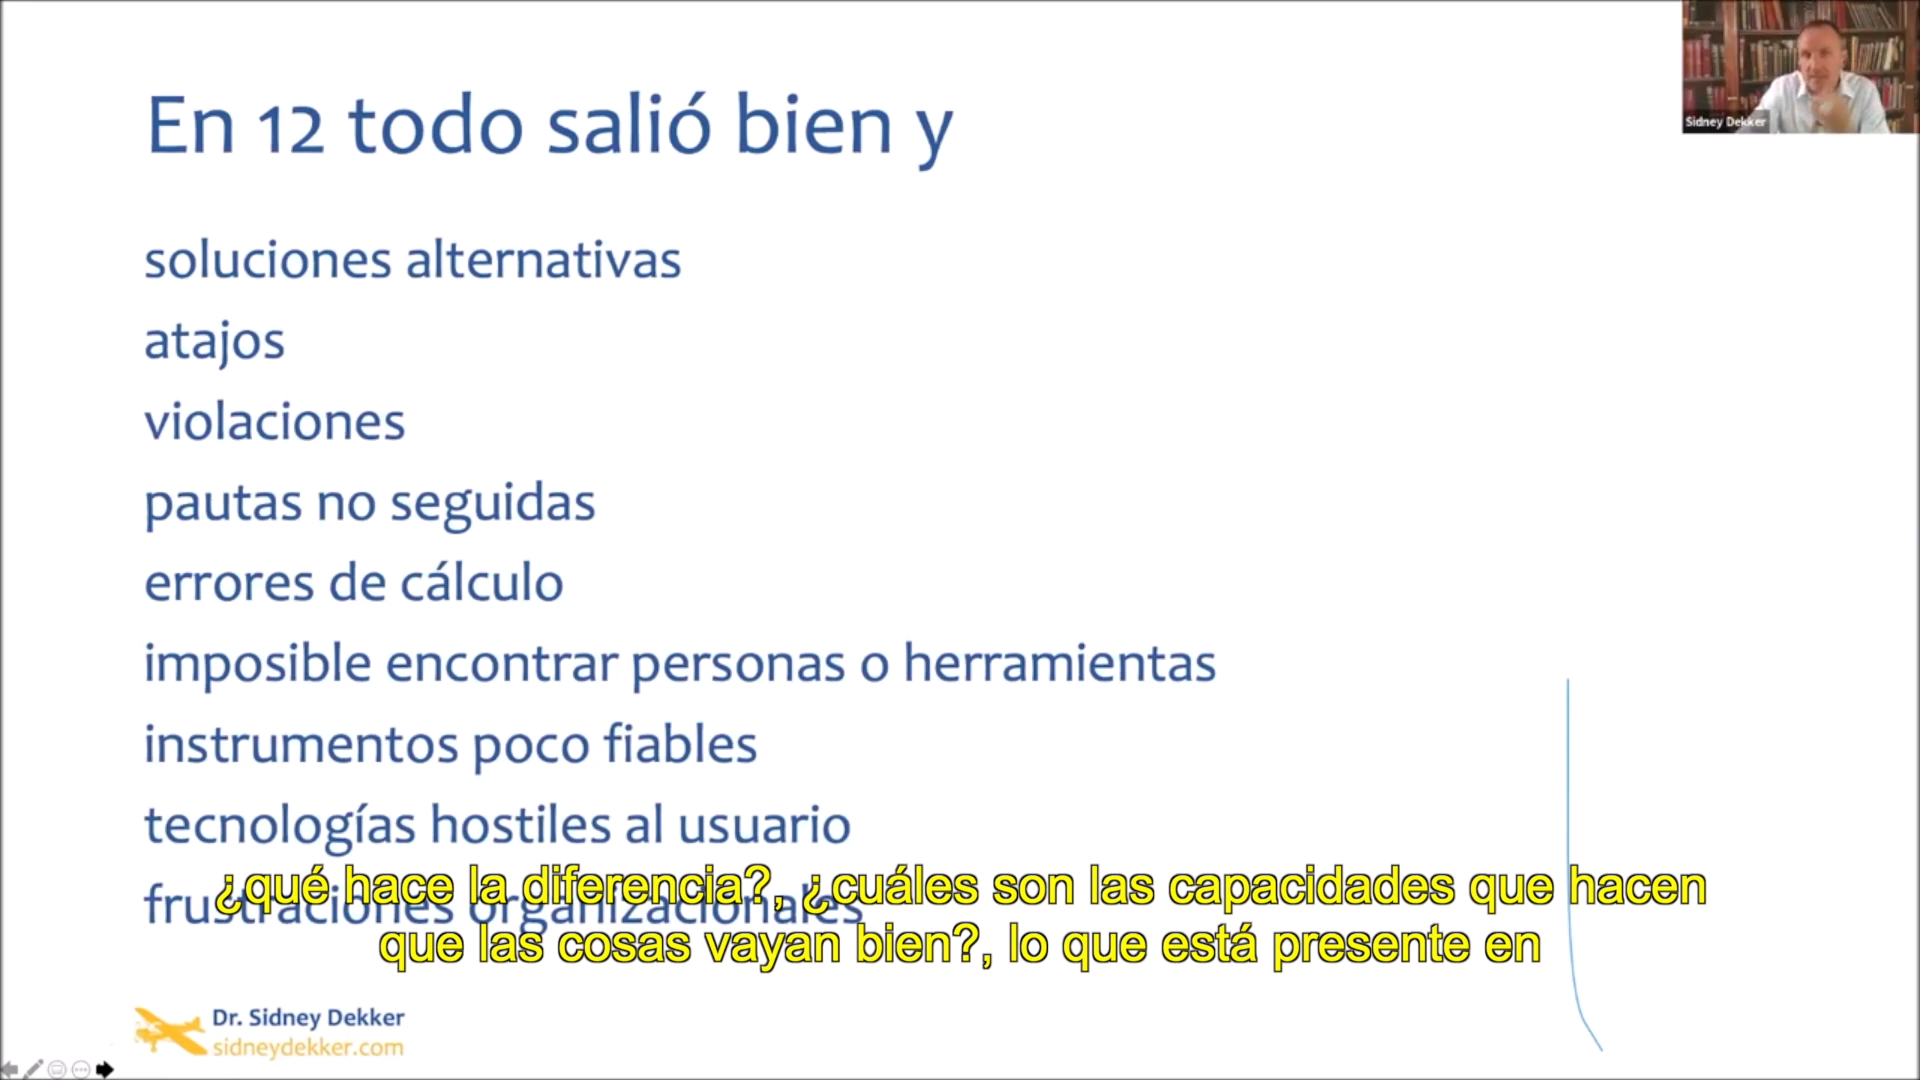 En 12 todo salió bien y
Sidney Dekker
soluciones alternativas
atajos
violaciones
pautas no seguidas
errores de cálculo
imposible encontrar personas o herramientas
instrumentos poco fiables
tecnologías hostiles al usuario
frustraciones organizacionales
¿qué hace la diferencia?, ¿cuáles son las capacidades que hacen
que las cosas vayan bien?, lo que está presente en
Dr. Sidney Dekker
sidneydekker.com